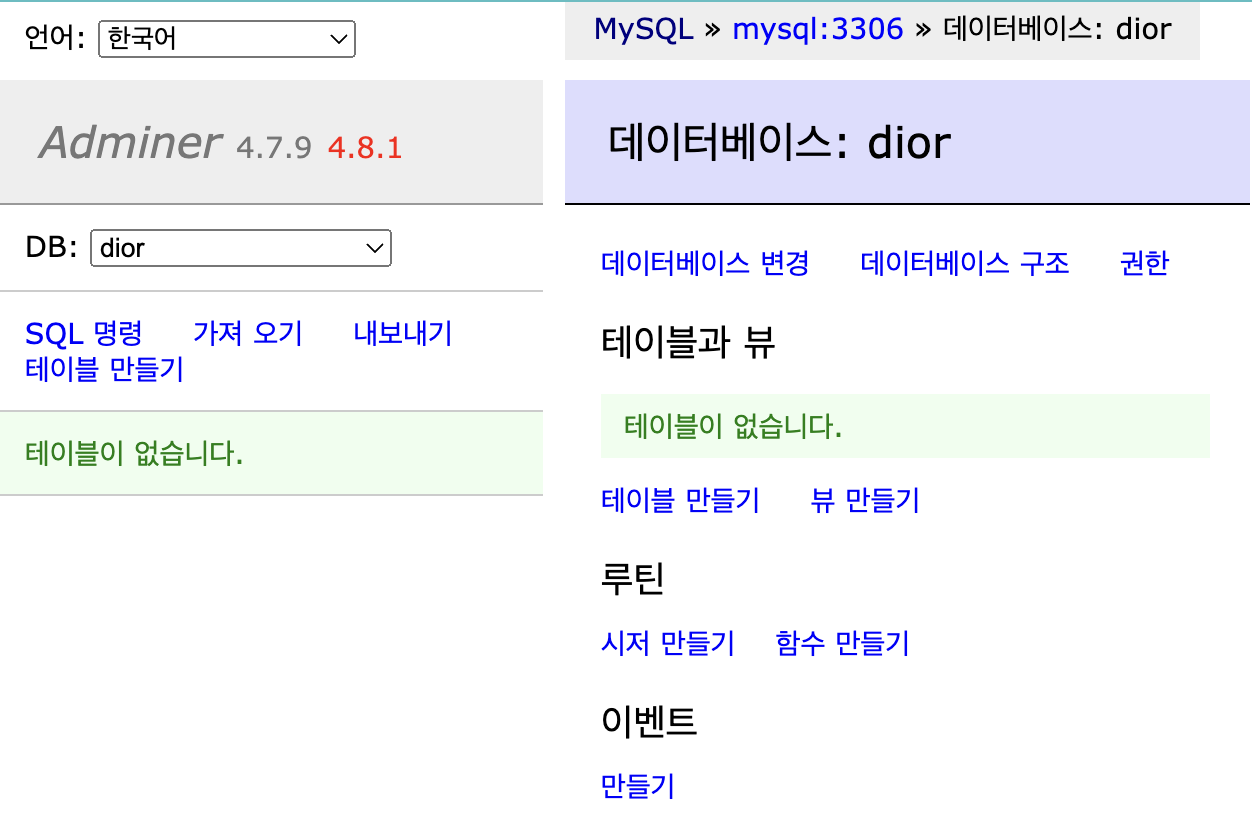 언어: 한국어
Adminer 4.7.9 4.8.1
DB: dior
SQL 명령 가져 오기 내보내기
테이블 만들기
테이블이 없습니다.
MySQL » mysql:3306 » 데이터베이스: dior
데이터베이스: dior
데이터베이스 변경 데이터베이스 구조 권한
테이블과 뷰
테이블이 없습니다.
테이블 만들기 뷰 만들기
루틴
시저 만들기 함수 만들기
이벤트
만들기